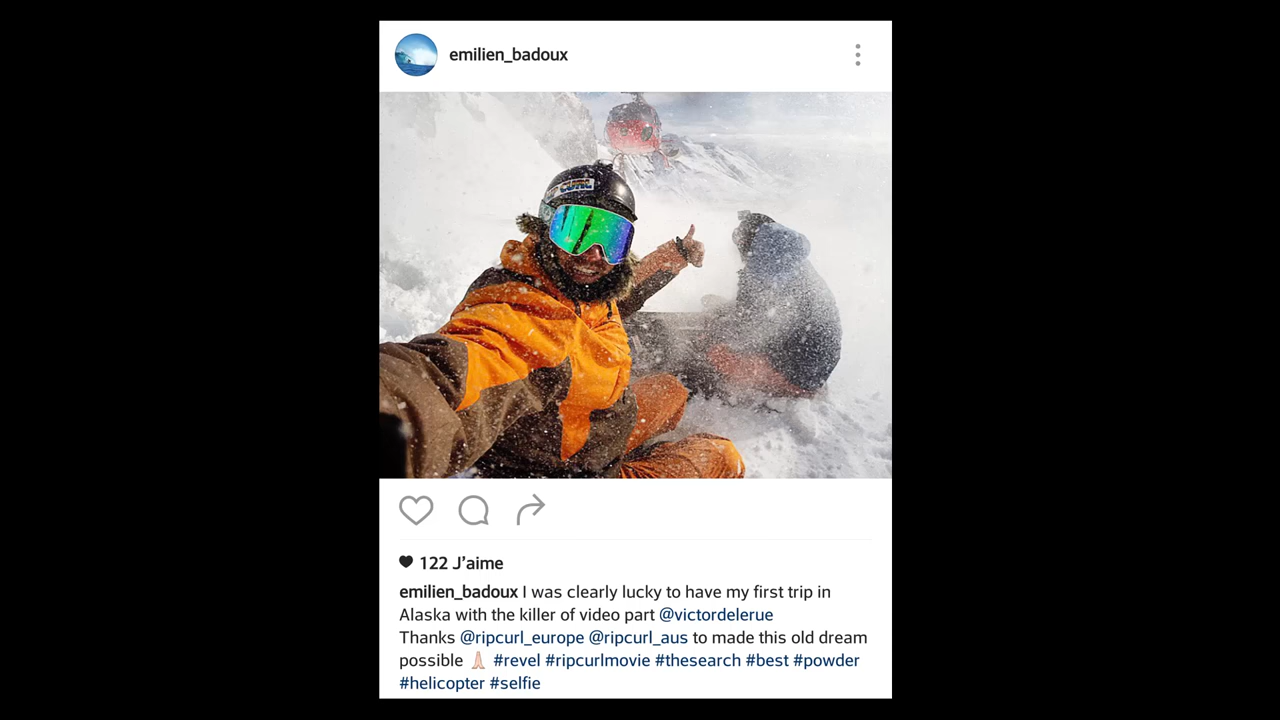 emilien_badoux
CURL
122 J’aime
emilien_badoux I was clearly lucky to have my first trip in
Alaska with the killer of video part @victordelerue
Thanks @ripcurl_europe @ripcurl_aus to made this old dream
possible 🙏🏻 #revel #ripcurlmovie #thesearch #best #powder
#helicopter #selfie